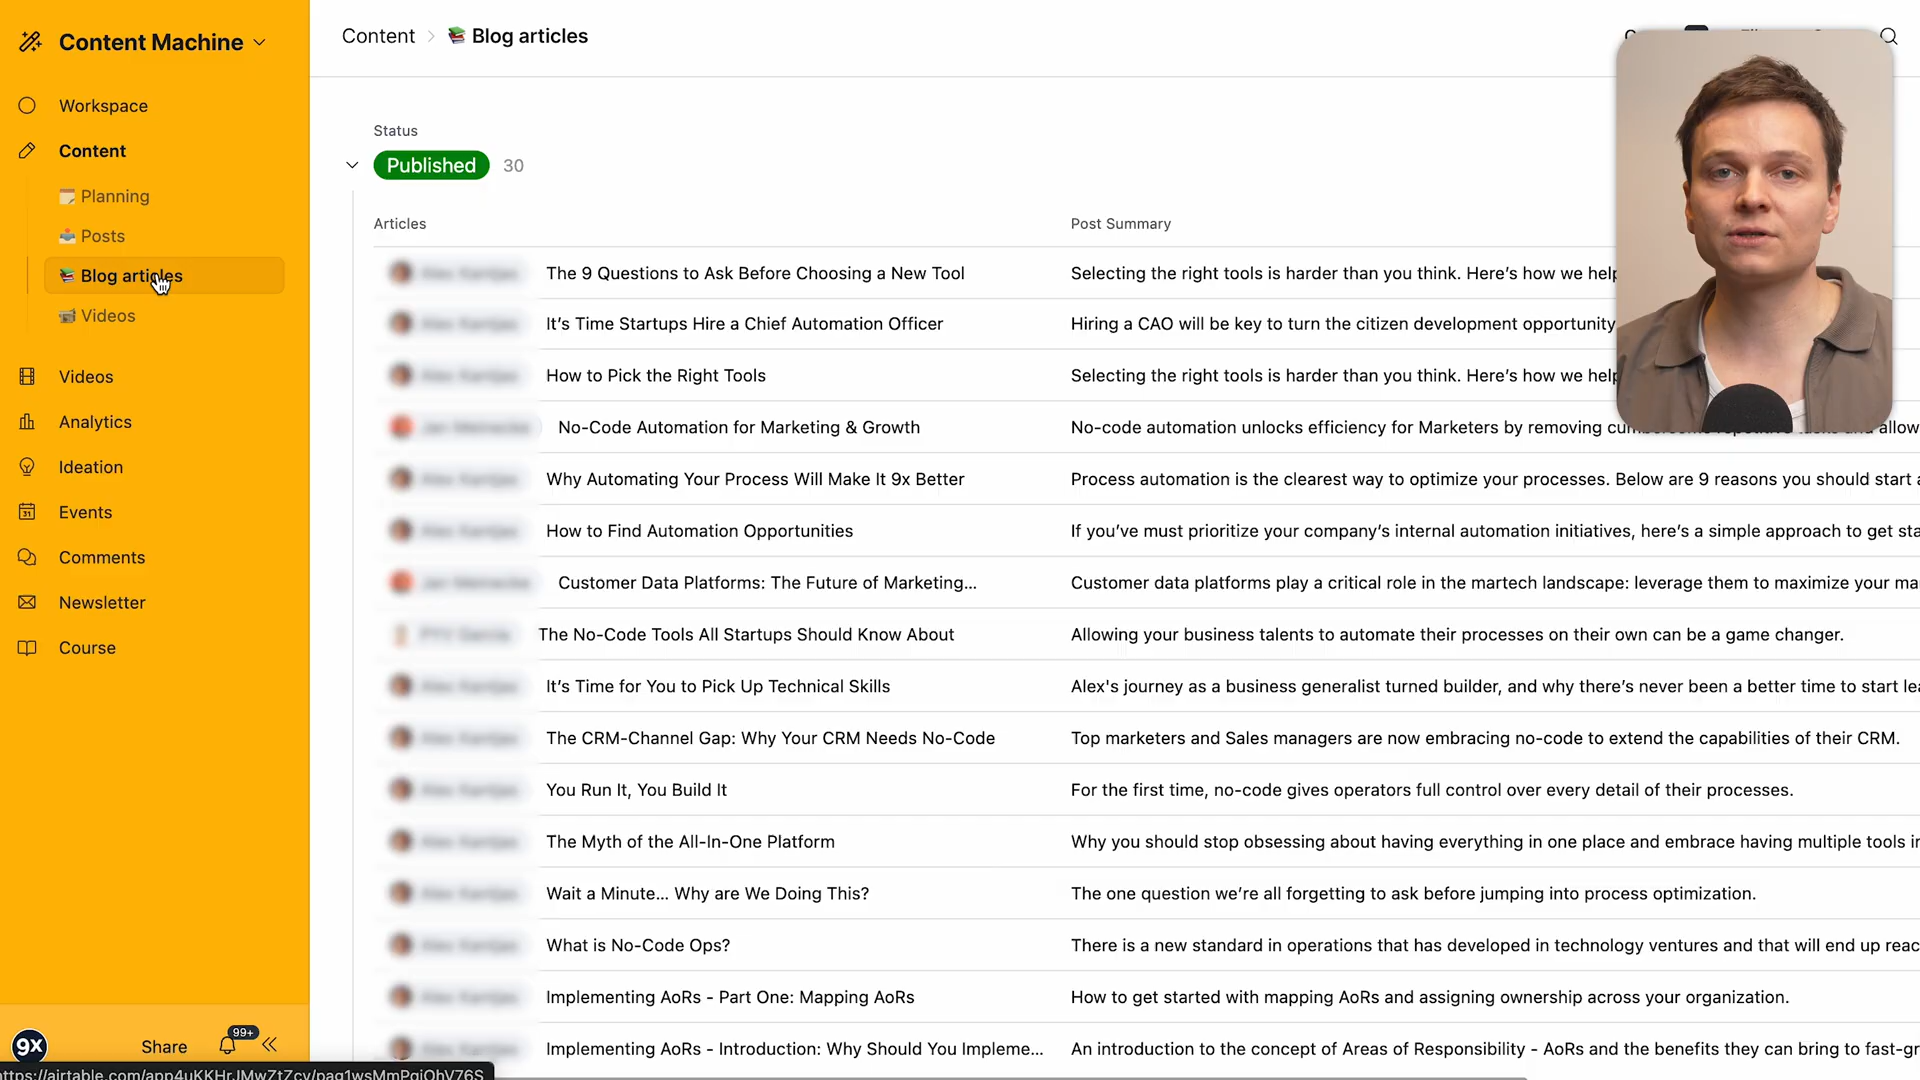 Content Machine
Workspace
Content
Planning
Posts
Blog articles
Videos
Videos
Analytics
Ideation
Events
Comments
Newsletter
Course
9X
Share
99+
https://airtable.com/app4uKKHrJMwZtZcv/pag1wsMmPqiOhV76S
Content
Blog articles
Status
Published 30
Articles Post Summary
The 9 Questions to Ask Before Choosing a New Tool Selecting the right tools is harder than you think. Here’s how we help
It’s Time Startups Hire a Chief Automation Officer Hiring a CAO will be key to turn the citizen development opportunity
How to Pick the Right Tools Selecting the right tools is harder than you think. Here’s how we help
No-Code Automation for Marketing & Growth No-code automation unlocks efficiency for Marketers by removing allow
Why Automating Your Process Will Make It 9x Better Process automation is the clearest way to optimize your processes. Below are 9 reasons you should start a
How to Find Automation Opportunities If you’ve must prioritize your company’s internal automation initiatives, here’s a simple approach to get sta
Customer Data Platforms: The Future of Marketing... Customer data platforms play a critical role in the martech landscape: leverage them to maximize your ma
The No-Code Tools All Startups Should Know About Allowing your business talents to automate their processes on their own can be a game changer.
It’s Time for You to Pick Up Technical Skills Alex's journey as a business generalist turned builder, and why there’s never been a better time to start lea
The CRM-Channel Gap: Why Your CRM Needs No-Code Top marketers and Sales managers are now embracing no-code to extend the capabilities of their CRM.
You Run It, You Build It For the first time, no-code gives operators full control over every detail of their processes.
The Myth of the All-In-One Platform Why you should stop obsessing about having everything in one place and embrace having multiple tools i
Wait a Minute... Why are We Doing This? The one question we’re all forgetting to ask before jumping into process optimization.
What is No-Code Ops? There is a new standard in operations that has developed in technology ventures and that will end up reac
Implementing AoRs - Part One: Mapping AoRs How to get started with mapping AoRs and assigning ownership across your organization.
Implementing AoRs - Introduction: Why Should You Impleme... An introduction to the concept of Areas of Responsibility - AoRs and the benefits they can bring to fast-gr